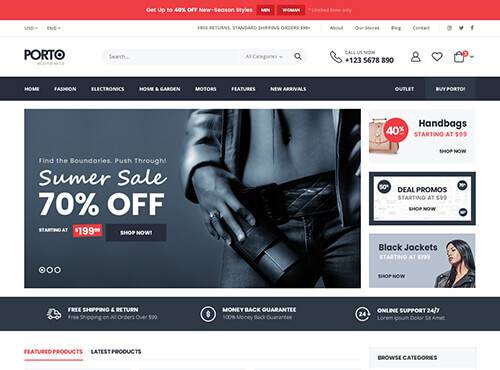 Get Up to 40% OFF New-Season Styles MEN WOMAN * Limited time only
USD ENG FREE RETURNS. STANDARD SHIPPING ORDERS $99+ About Our Stores Blog Contact
PORTO
ECOMMERCE
Search... All Categories
CALL US NOW
+123 5678 890
HOME FASHION ELECTRONICS HOME & GARDEN MOTORS FEATURES NEW ARRIVALS OUTLET BUY PORTO!
Find the Boundaries. Push Through!
Sumer Sale
70% OFF
STARTING AT $199 SHOP NOW!
40%
Handbags
STARTING AT $99
SHOP NOW
50%
DEAL PROMOS
STARTING AT $99
SHOP NOW
Black Jackets
STARTING AT $199
SHOP NOW
FREE SHIPPING & RETURN
Free Shipping on All Orders Over $99.
MONEY BACK GUARANTEE
100% Money Back Guarantee
24
ONLINE SUPPORT 24/7
Lorem Ipsum Dolor Sit Amet.
FEATURED PRODUCTS LATEST PRODUCTS
BROWSE CATEGORIES